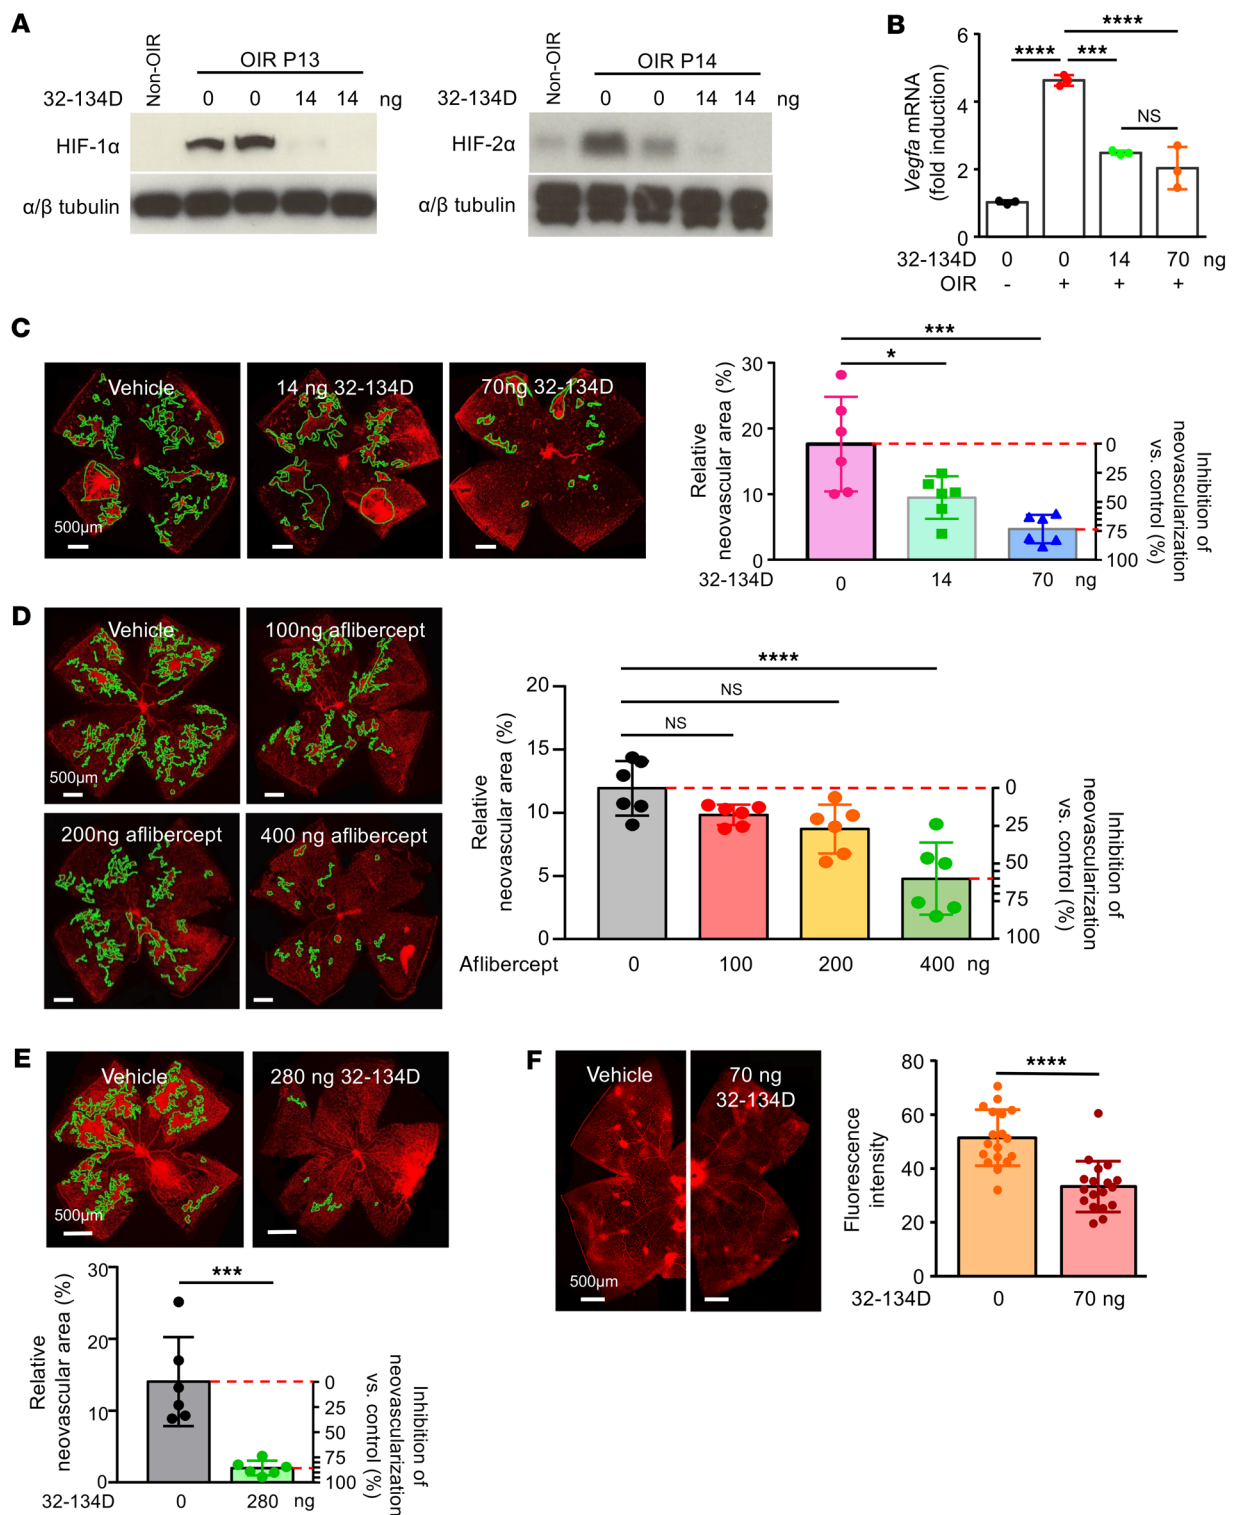 A
Non-OIR
OIR P13
32-134D 0 0 14 14 ng
HIF-1α
α/β tubulin
Non-OIR
OIR P14
0 0 14 14 ng
HIF-2α
α/β tubulin
B
Vegfa mRNA
(fold induction)
6
4
2
0
****
**** ***
NS
32-134D 0 0 14 70 ng
OIR - + + +
C
Vehicle
14 ng 32-134D
70ng 32-134D
500µm
Relative
neovascular area (%)
30
20
10
0
***
*
0
25
50
75
100
Inhibition of
neovascularization
vs. control (%)
32-134D 0 14 70 ng
D
Vehicle
100ng aflibercept
500µm
200ng aflibercept
400 ng aflibercept
Relative
neovascular area (%)
20
15
10
5
0
****
NS
NS
0
25
50
75
100
Inhibition of
neovascularization
vs. control (%)
Aflibercept 0 100 200 400 ng
E
Vehicle
280 ng 32-134D
500µm
Relative
neovascular area (%)
30
20
10
0
***
0
25
50
75
100
Inhibition of
neovascularization
vs. control (%)
32-134D 0 280 ng
F
Vehicle
70 ng
32-134D
500µm
Fluorescence
intensity
80
60
40
20
0
****
32-134D 0 70 ng